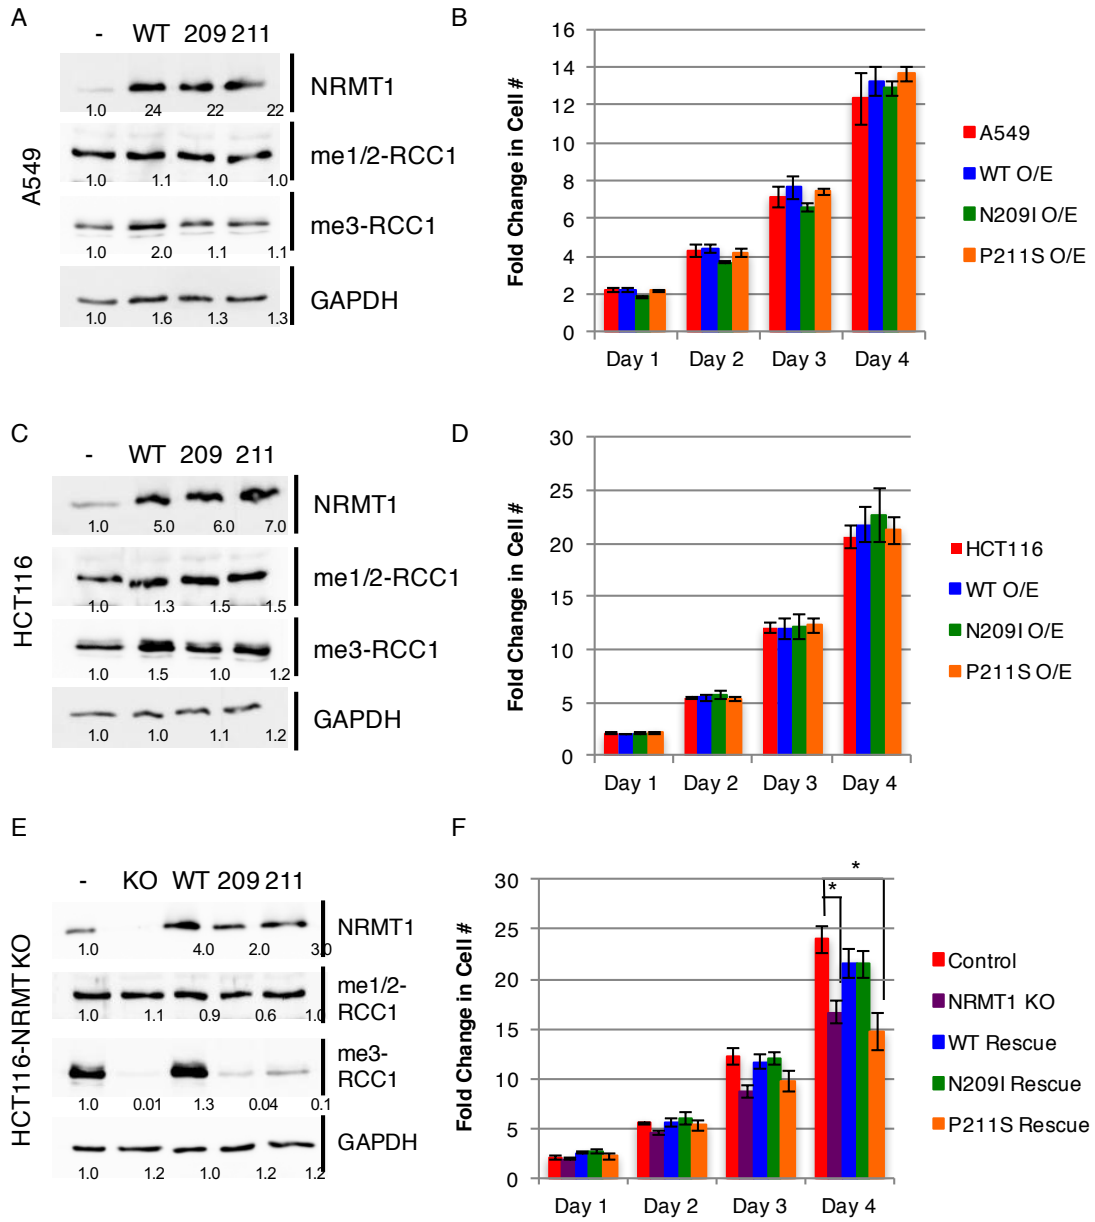 A
- WT 209 211
A549
NRMT1
1.0 24 22 22
me1/2-RCC1
1.0 1.1 1.0 1.0
me3-RCC1
1.0 2.0 1.1 1.1
GAPDH
1.0 1.6 1.3 1.3
B
Fold Change in Cell #
16
14
12
10
8
6
4
2
0
Day 1 Day 2 Day 3 Day 4
A549
WT O/E
N209I O/E
P211S O/E
C
- WT 209 211
HCT116
NRMT1
1.0 5.0 6.0 7.0
me1/2-RCC1
1.0 1.3 1.5 1.5
me3-RCC1
1.0 1.5 1.0 1.2
GAPDH
1.0 1.0 1.1 1.2
D
Fold Change in Cell #
30
25
20
15
10
5
0
Day 1 Day 2 Day 3 Day 4
HCT116
WT O/E
N209I O/E
P211S O/E
E
- KO WT 209 211
HCT116-NRMT KO
NRMT1
1.0 4.0 2.0 3.0
me1/2-
RCC1
1.0 1.1 0.9 0.6 1.0
me3-
RCC1
1.0 0.01 1.3 0.04 0.1
GAPDH
1.0 1.2 1.0 1.2 1.2
F
Fold Change in Cell #
30
25
20
15
10
5
0
*
*
Day 1 Day 2 Day 3 Day 4
Control
NRMT1 KO
WT Rescue
N209I Rescue
P211S Rescue